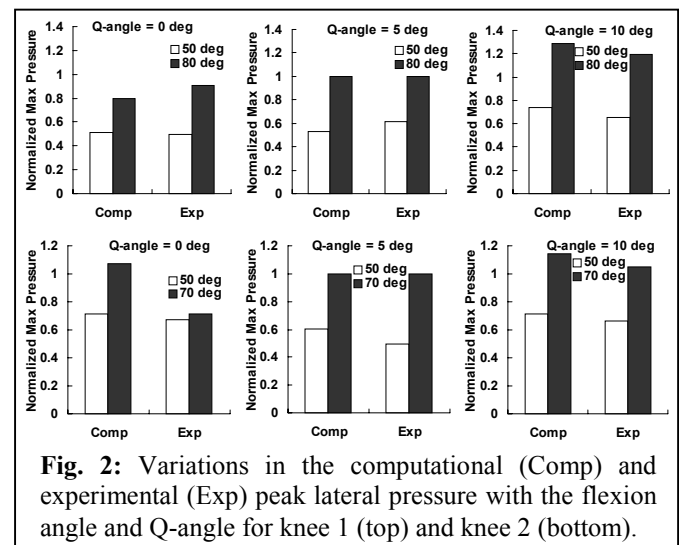 Q-angle = 0 deg
Normalized Max Pressure
1.4
1.2
1
0.8
0.6
0.4
0.2
0
50 deg
80 deg
Comp Exp
Q-angle = 5 deg
Normalized Max Pressure
1.4
1.2
1
0.8
0.6
0.4
0.2
0
50 deg
80 deg
Comp Exp
Q-angle = 10 deg
Normalized Max Pressure
1.4
1.2
1
0.8
0.6
0.4
0.2
0
50 deg
80 deg
Comp Exp
Q-angle = 0 deg
Normalized Max Pressure
1.2
1
0.8
0.6
0.4
0.2
0
50 deg
70 deg
Comp Exp
Q-angle = 5 deg
Normalized Max Pressure
1.2
1
0.8
0.6
0.4
0.2
0
50 deg
70 deg
Comp Exp
Q-angle = 10 deg
Normalized Max Pressure
1.2
1
0.8
0.6
0.4
0.2
0
50 deg
70 deg
Comp Exp
Fig. 2: Variations in the computational (Comp) and
experimental (Exp) peak lateral pressure with the flexion
angle and Q-angle for knee 1 (top) and knee 2 (bottom).